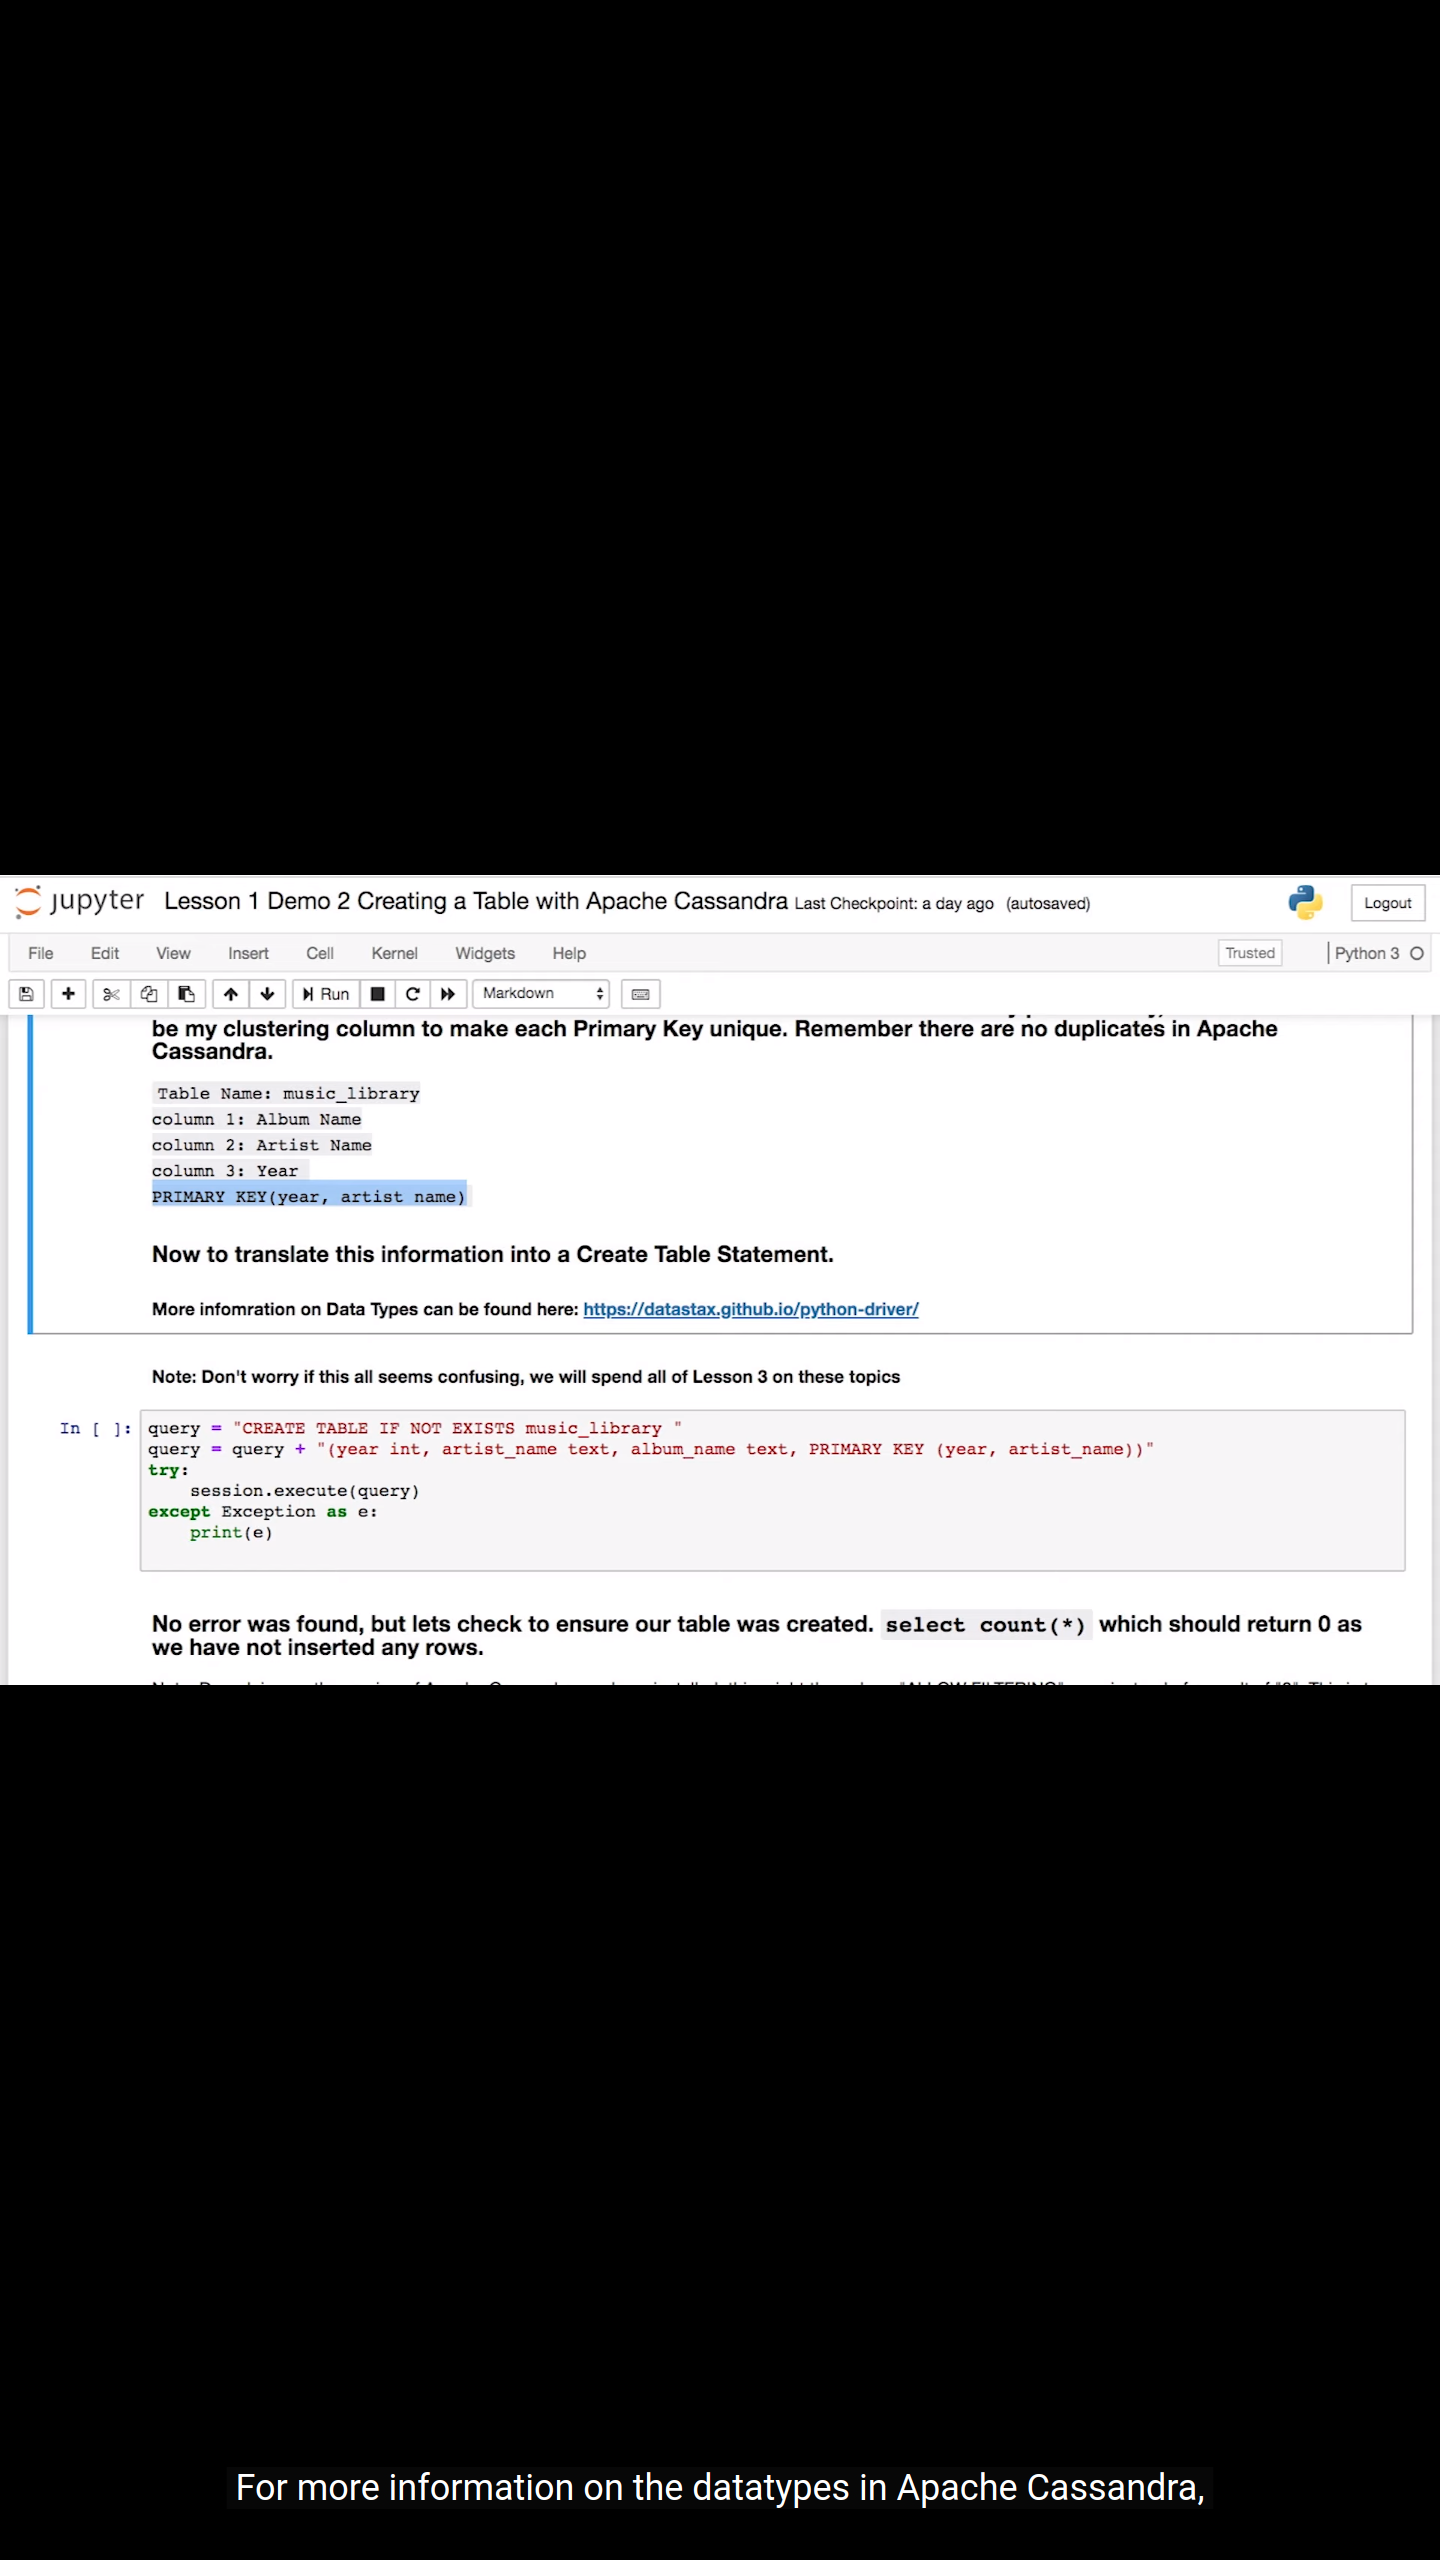 jupyter Lesson 1 Demo 2 Creating a Table with Apache Cassandra Last Checkpoint: a day ago (autosaved) Logout
File Edit View Insert Cell Kernel Widgets Help Trusted Python 3
Run Markdown
be my clustering column to make each Primary Key unique. Remember there are no duplicates in Apache
Cassandra.
Table Name: music_library
column 1: Album Name
column 2: Artist Name
column 3: Year
PRIMARY KEY(year, artist name)
Now to translate this information into a Create Table Statement.
More infomration on Data Types can be found here: https://datastax.github.io/python-driver/
Note: Don't worry if this all seems confusing, we will spend all of Lesson 3 on these topics
In [ ]: query = "CREATE TABLE IF NOT EXISTS music_library "
query = query + "(year int, artist_name text, album_name text, PRIMARY KEY (year, artist_name))"
try:
session.execute(query)
except Exception as e:
print(e)
No error was found, but lets check to ensure our table was created. select count(*) which should return 0 as
we have not inserted any rows.
For more information on the datatypes in Apache Cassandra,